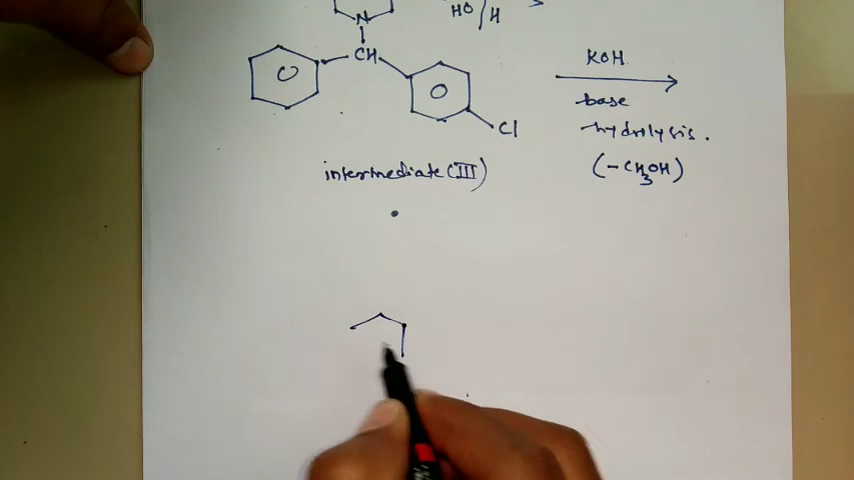 HO/H
N
CH
KOH
base
Cl
hydrolysis.
intermediate (III)
(-CH3OH)